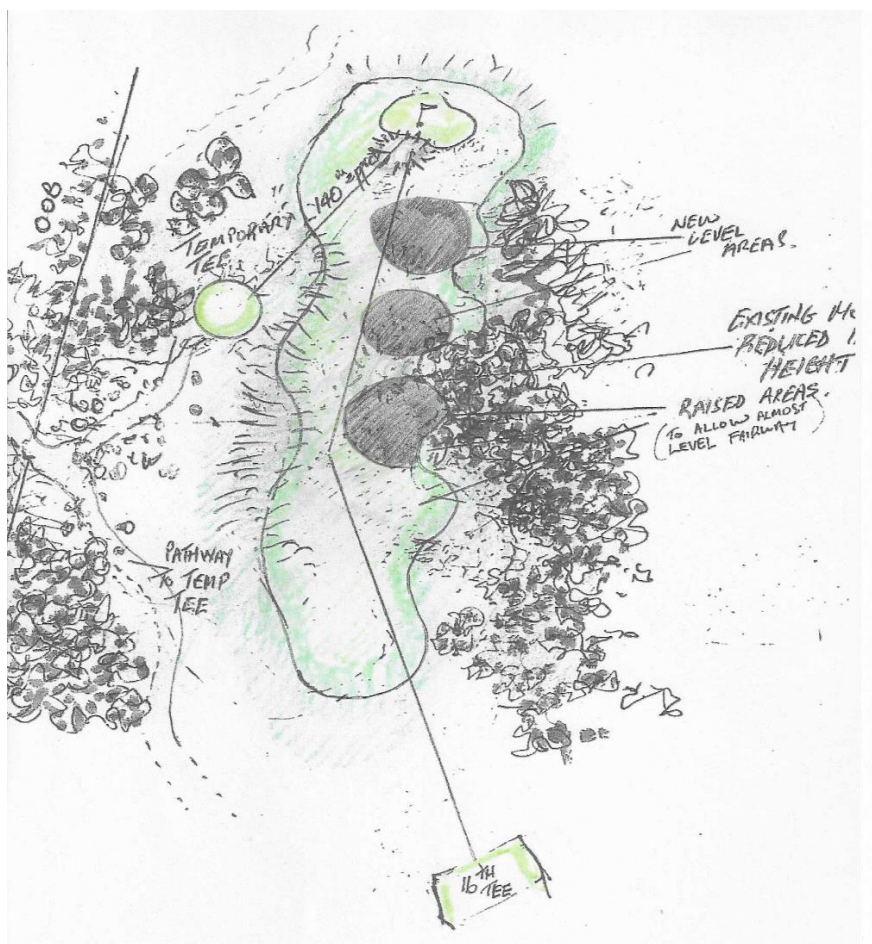 TEMPORARY
TEE
140 m
NEW
LEVEL
AREAS.
EXISTING
REDUCED
HEIGHT
RAISED AREAS.
(TO ALLOW ALMOST
LEVEL FAIRWAY)
PATHWAY
TO TEMP
TEE
16TH
TEE